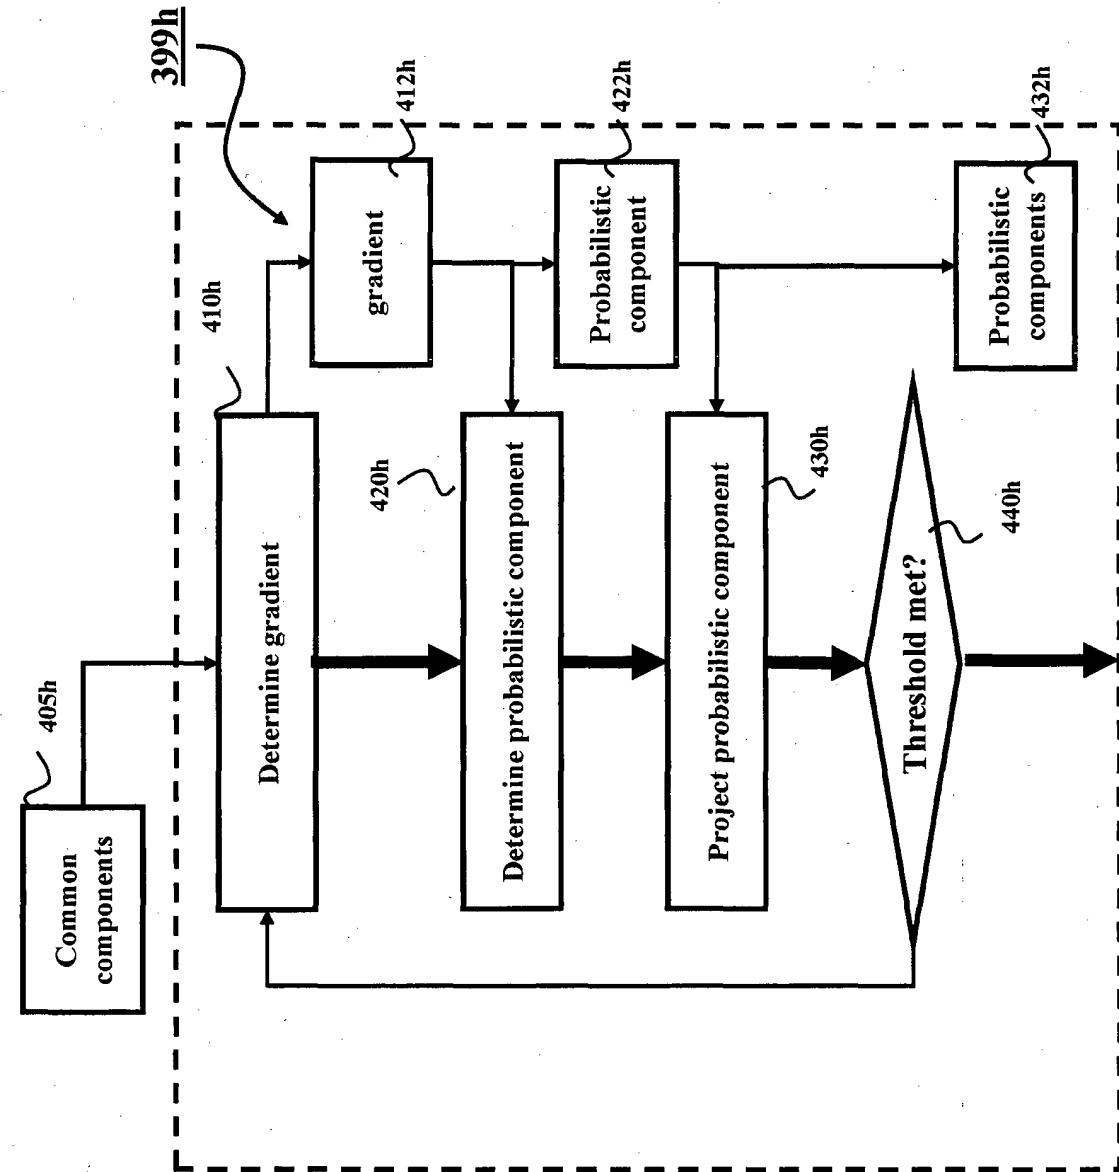 399h
405h
Common
components
410h
Determine gradient
412h
gradient
420h
Determine probabilistic component
422h
Probabilistic
component
430h
Project probabilistic component
432h
Probabilistic
components
440h
Threshold met?